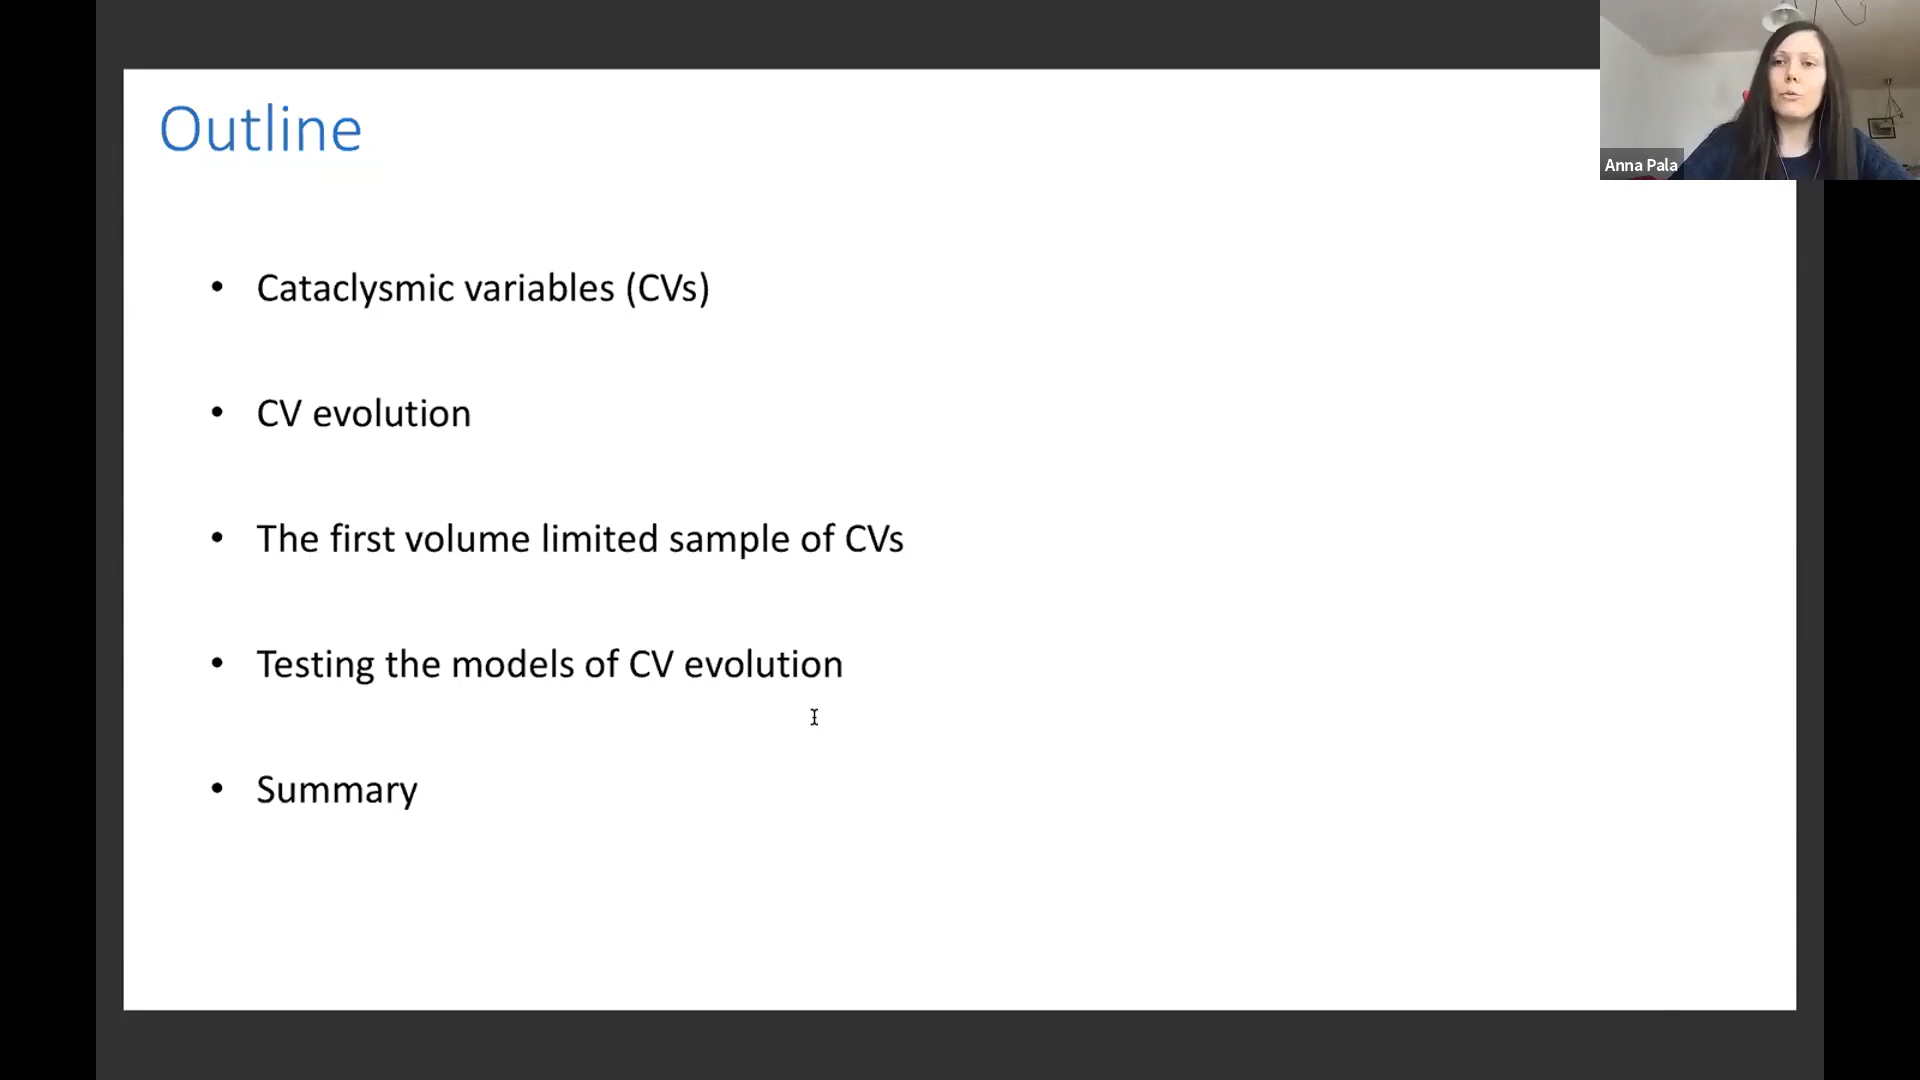 Outline
Anna Pala
• Cataclysmic variables (CVs)
• CV evolution
• The first volume limited sample of CVs
• Testing the models of CV evolution
• Summary